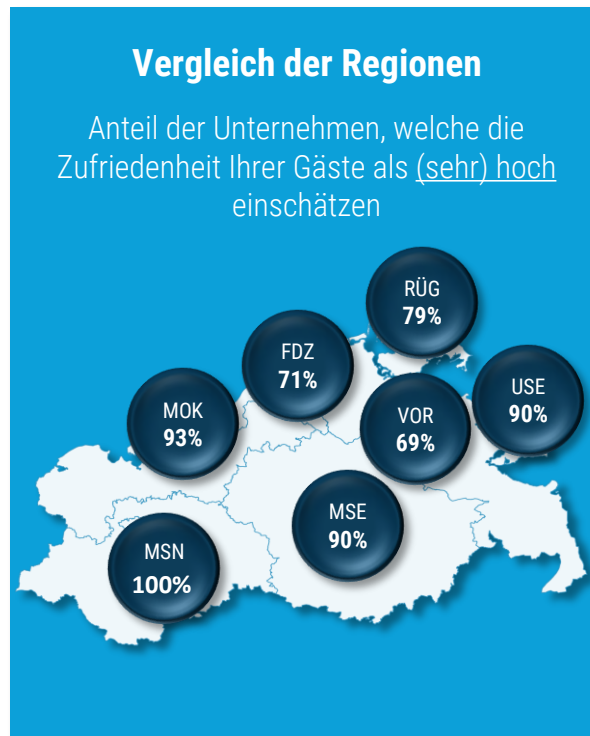 Vergleich der Regionen
Anteil der Unternehmen, welche die
Zufriedenheit Ihrer Gäste als (sehr) hoch
einschätzen
RÜG
79%
FDZ
71%
USE
90%
MOK
93%
VOR
69%
MSE
90%
MSN
100%